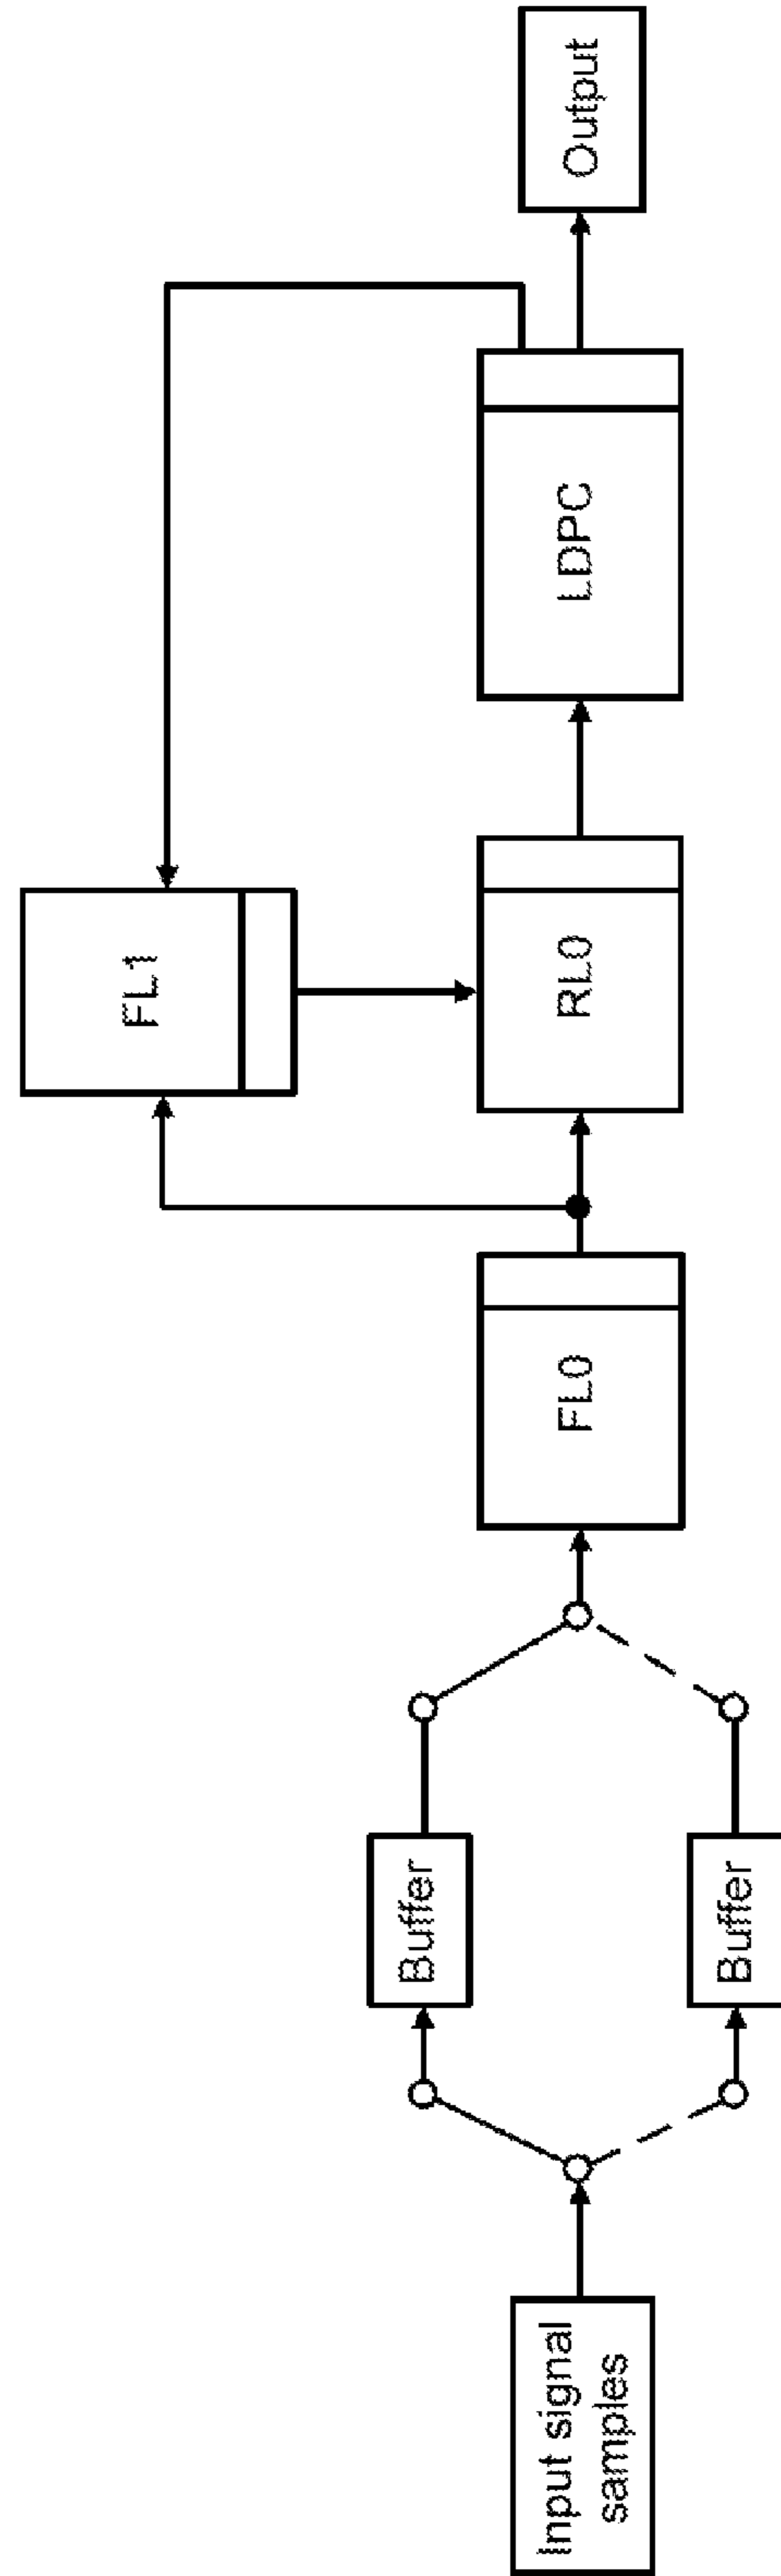 Input signal
samples
Buffer
Buffer
FL0
FL1
RL0
LDPC
Output